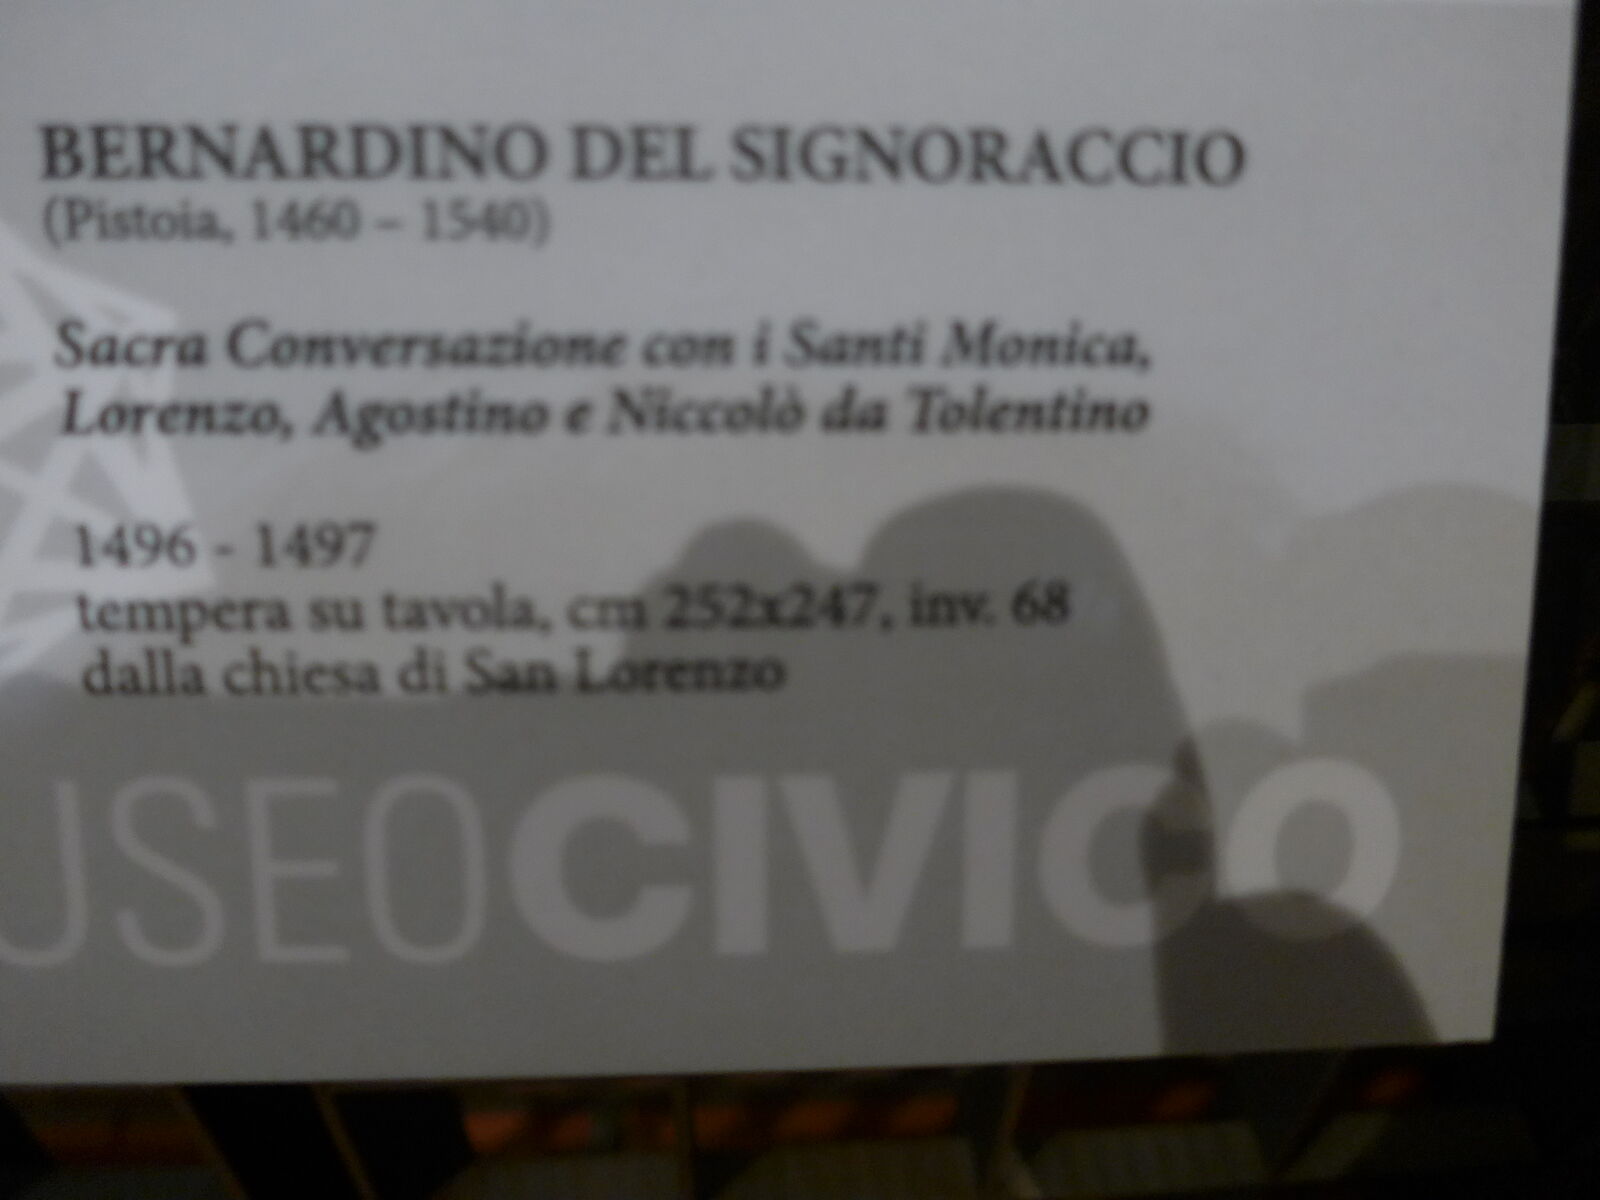 BERNARDINO DEL SIGNORACCIO
(Pistoia, 1460 – 1540)
Sacra Conversazione con i Santi Monica,
Lorenzo, Agostino e Niccolò da Tolentino
1496 - 1497
tempera su tavola, cm 252x247, inv. 68
dalla chiesa di San Lorenzo
USEOCIVICO